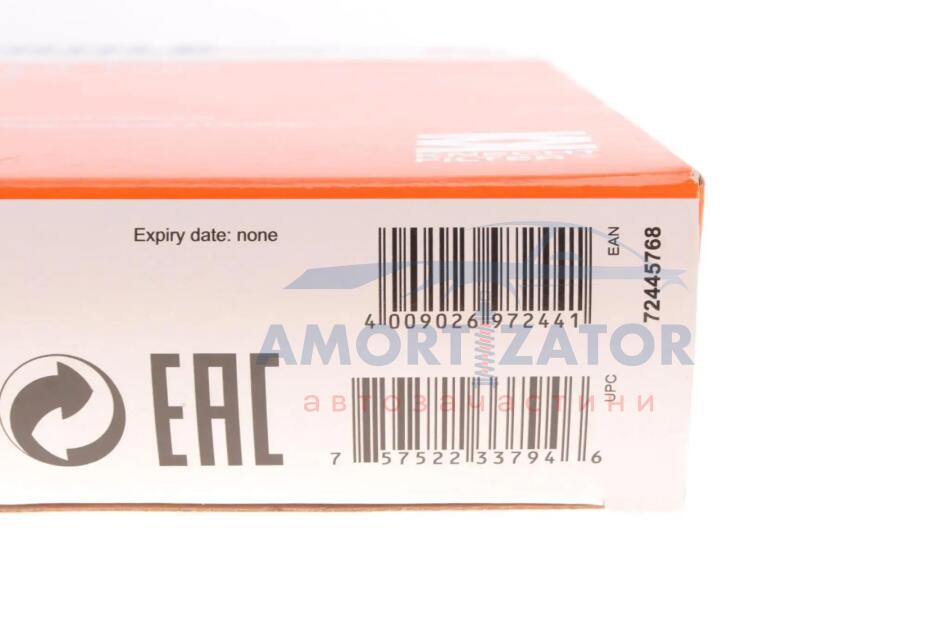 Expiry date: none
4 009026 972441
EAN
72445768
AMORTIZATOR
автозапчастини
EAC
7 57522 33794 6
UPC